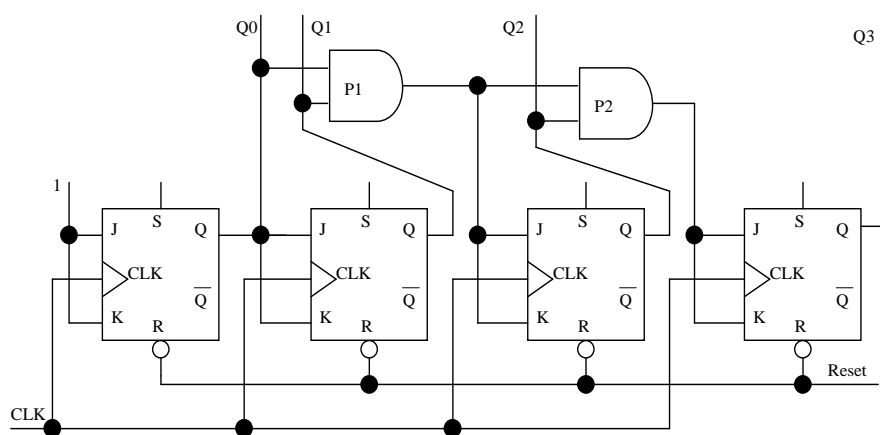 Q0 Q1 Q2 Q3
P1 P2
1
S S S S
J Q J Q J Q J Q
CLK CLK CLK CLK
Q Q Q Q
K K K K
R R R R
Reset
CLK